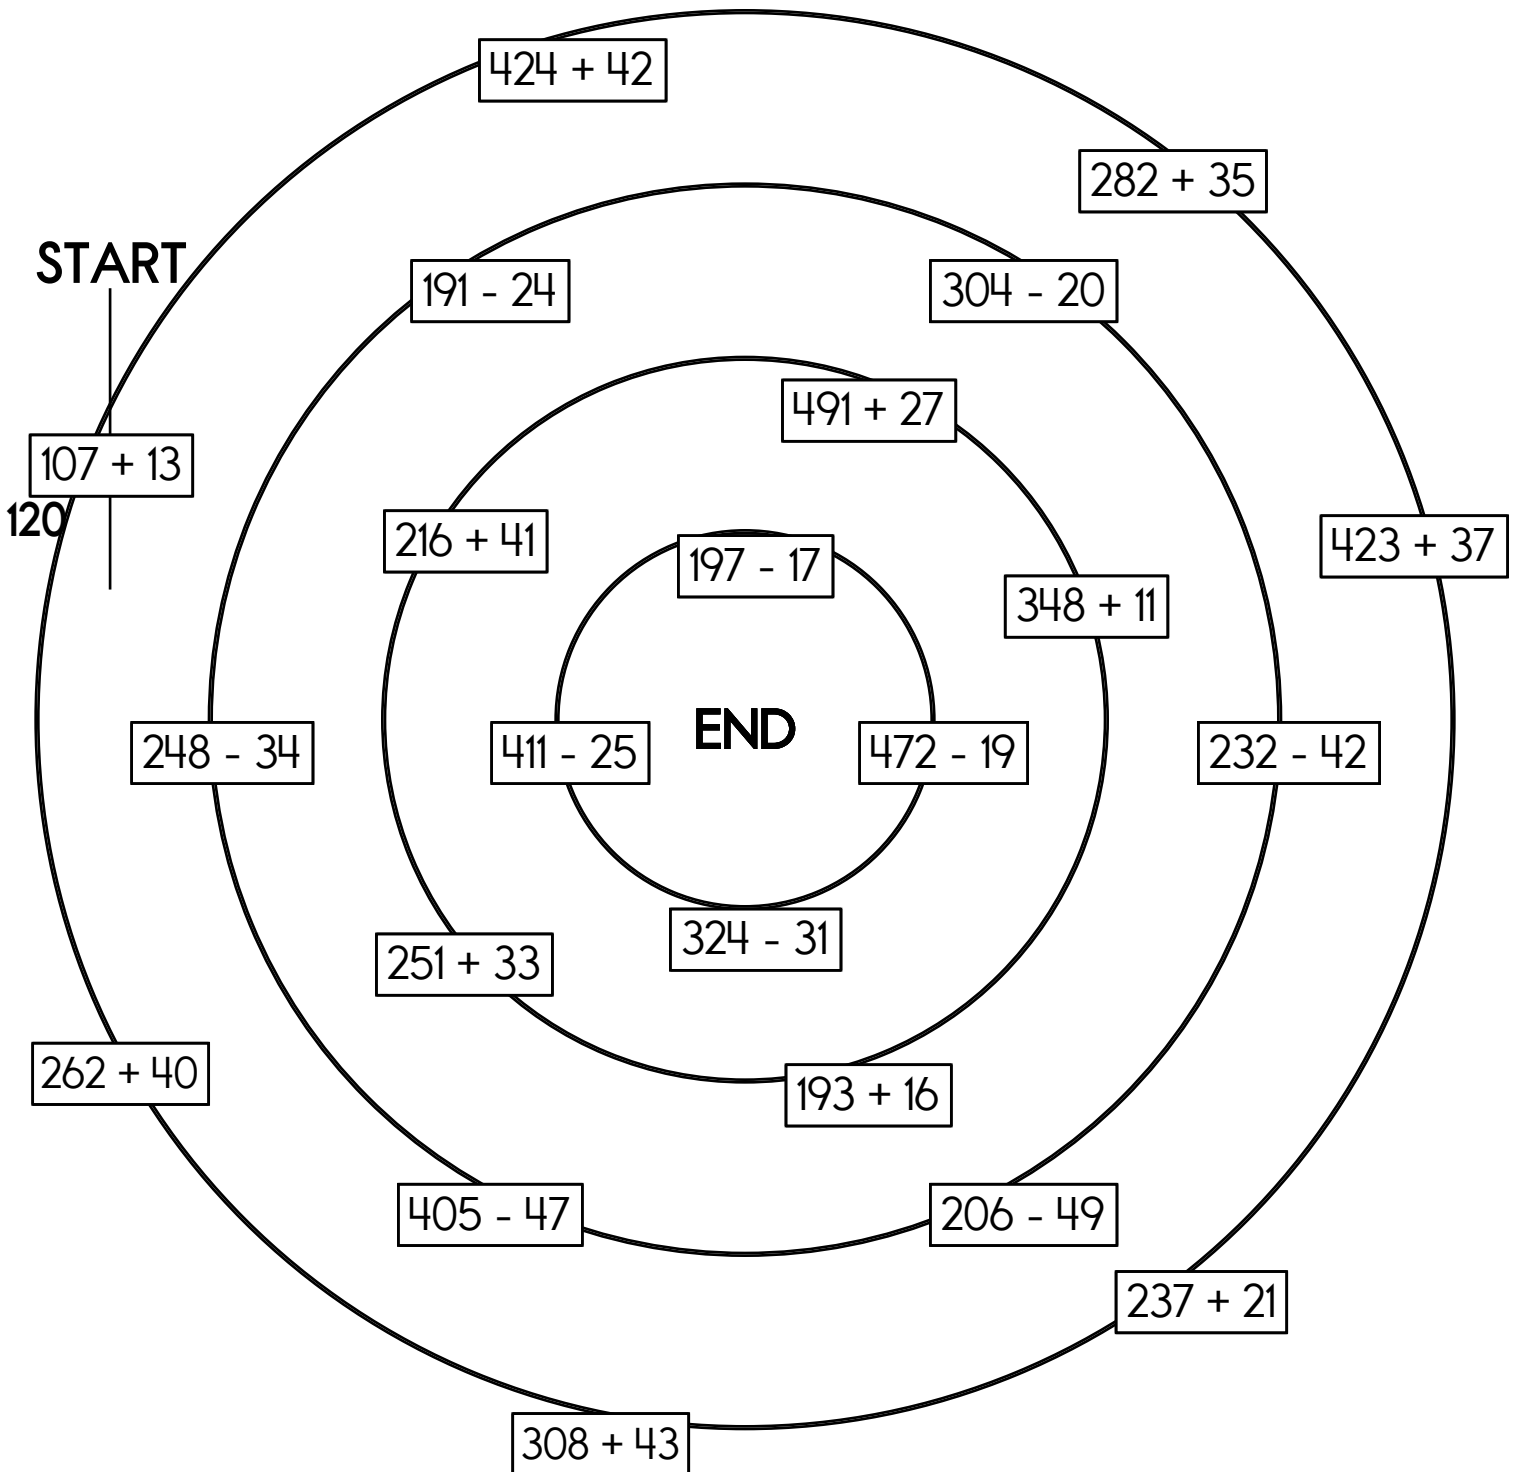 424 + 42
282 + 35
START
191 - 24
304 - 20
491 + 27
107 + 13
120
216 + 41
423 + 37
197 - 17
348 + 11
END
248 - 34
411 - 25
472 - 19
232 - 42
324 - 31
251 + 33
262 + 40
193 + 16
405 - 47
206 - 49
237 + 21
308 + 43